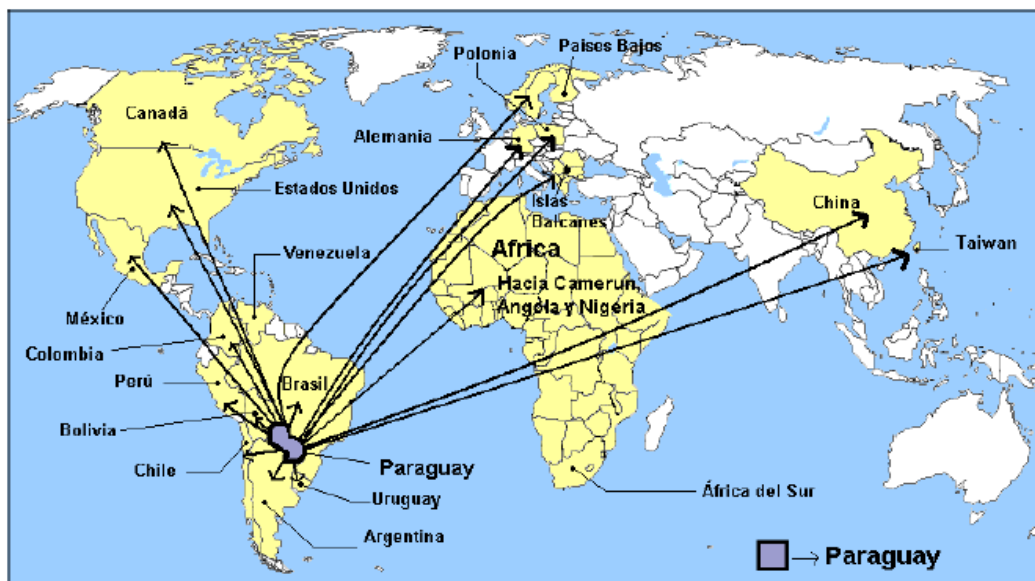 Polonia
Paises Bajos
Canadá
Alemania
Estados Unidos
Islas
Balcanes
China
Taiwan
Venezuela
Africa
Hacia Camerun,
Angola y Nigeria
México
Colombia
Perú
Brasil
Bolivia
Chile
Paraguay
Uruguay
África del Sur
Argentina
Paraguay